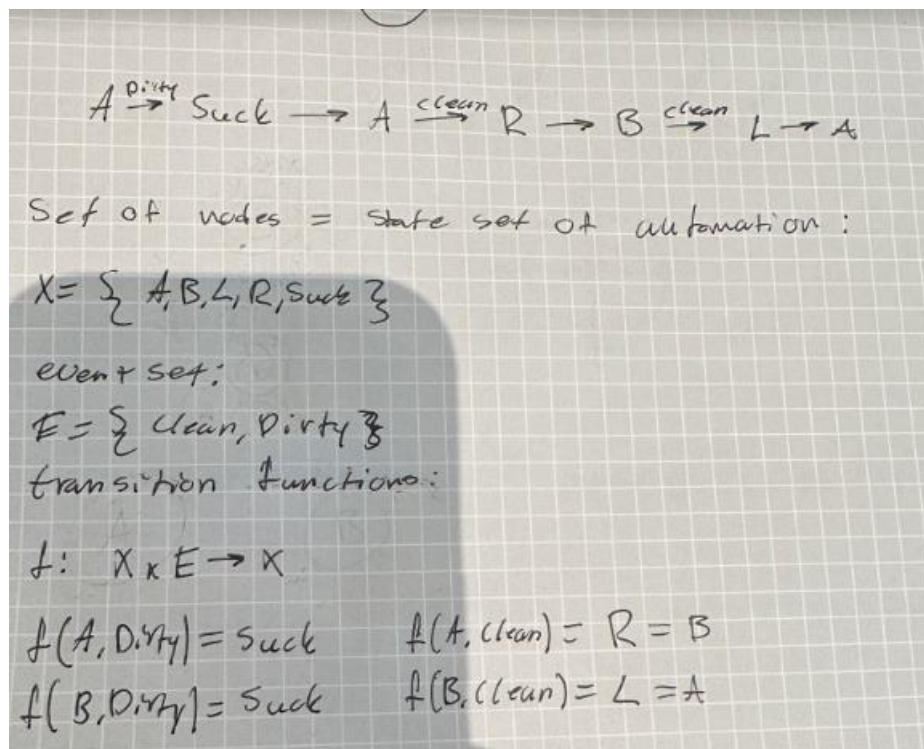 A Dirty→ Suck → A clean→ R → B clean→ L → A
Set of nodes = state set of automation :
X = { A, B, L, R, Suck }
event set:
E = { Clean, Dirty }
transition functions:
f: X x E → X
f(A, Dirty) = Suck f(A, Clean) = R = B
f(B, Dirty) = Suck f(B, Clean) = L = A